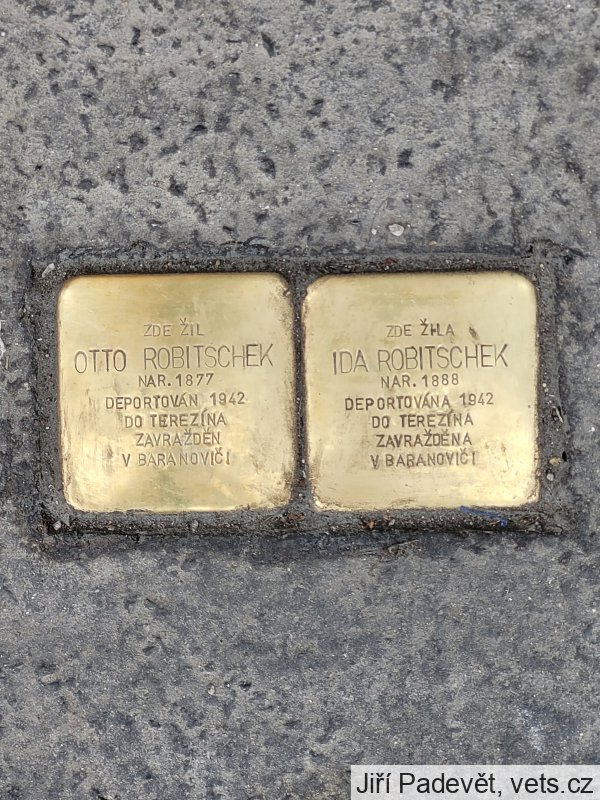 ZDE ŽIL
OTTO ROBITSCHEK
NAR. 1877
DEPORTOVÁN 1942
DO TEREZÍNA
ZAVRAŽDĚN
V BARANOVIČI
ZDE ŽILA
IDA ROBITSCHEK
NAR. 1888
DEPORTOVÁNA 1942
DO TEREZÍNA
ZAVRAŽDĚNA
V BARANOVIČI
Jiří Padevět, vets.cz